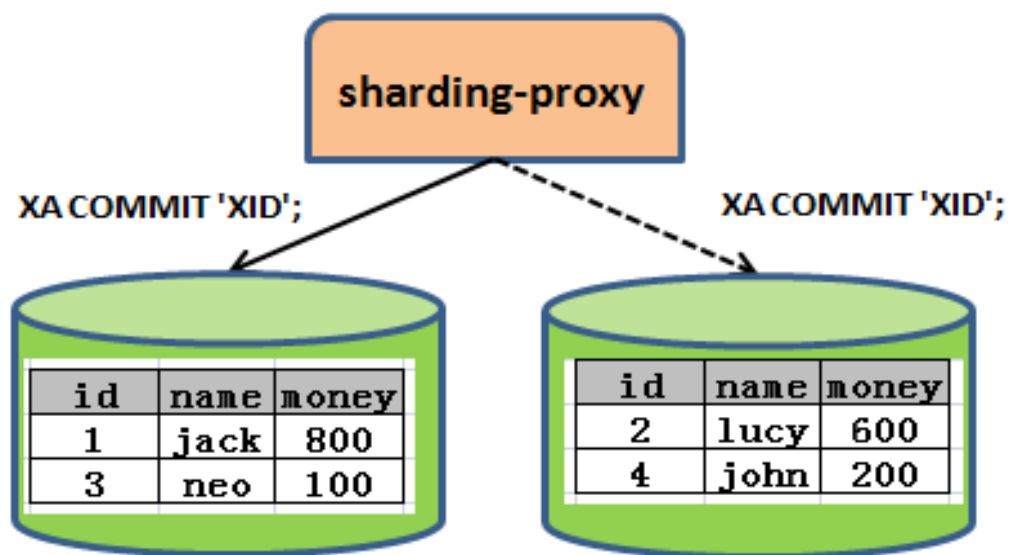 sharding-proxy
XA COMMIT 'XID';
XA COMMIT 'XID';
id name money
1 jack 800
3 neo 100
id name money
2 lucy 600
4 john 200